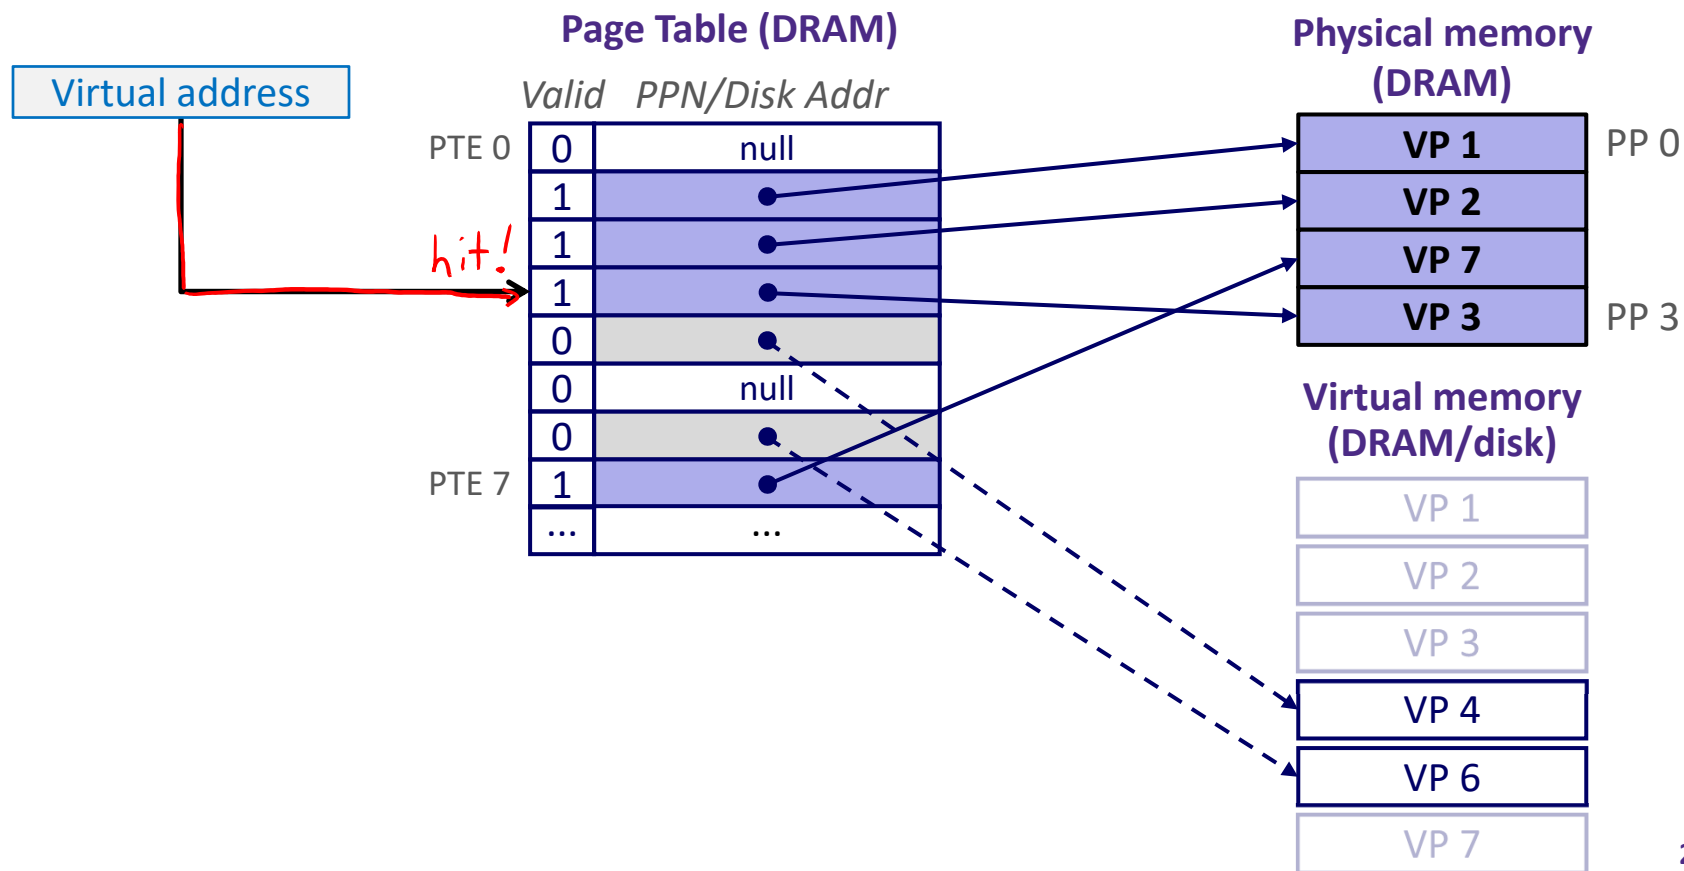 Page Table (DRAM)
Physical memory
(DRAM)
Virtual address
Valid PPN/Disk Addr
PTE 0 0 null
VP 1 PP 0
1
VP 2
1
hit!
VP 7
1
VP 3 PP 3
0
0 null
Virtual memory
(DRAM/disk)
0
PTE 7 1
VP 1
... ...
VP 2
VP 3
VP 4
VP 6
VP 7